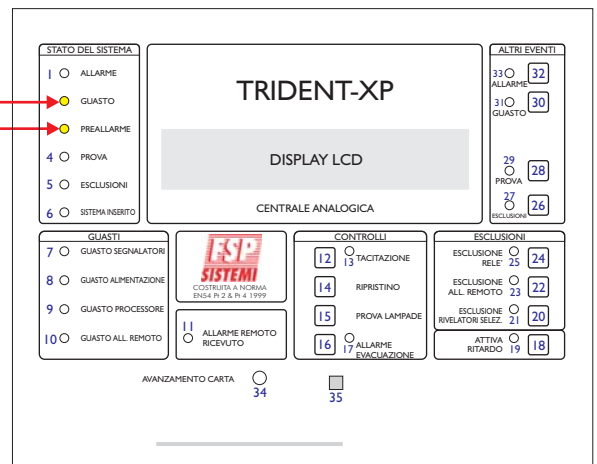 STATO DEL SISTEMA
1 ALLARME
GUASTO
PREALLARME
4 PROVA
5 ESCLUSIONI
6 SISTEMA INSERITO
TRIDENT-XP
DISPLAY LCD
CENTRALE ANALOGICA
ALTRI EVENTI
33 32
ALLARME
31 30
GUASTO
29
28
PROVA
27
26
ESCLUSIONI
GUASTI
7 GUASTO SEGNALATORI
8 GUASTO ALIMENTAZIONE
9 GUASTO PROCESSORE
10 GUASTO ALL. REMOTO
ESP
SISTEMI
COSTRUITA A NORMA
EN54 Pt 2 & Pt 4 1999
11 ALLARME REMOTO
RICEVUTO
CONTROLLI
12 13 TACITAZIONE
14 RIPRISTINO
15 PROVA LAMPADE
16 17 ALLARME
EVACUAZIONE
ESCLUSIONI
ESCLUSIONE
RELE' 25 24
ESCLUSIONE
ALL. REMOTO 23 22
ESCLUSIONE
RIVELATORI SELEZ. 21 20
ATTIVA
RITARDO 19 18
AVANZAMENTO CARTA
34
35